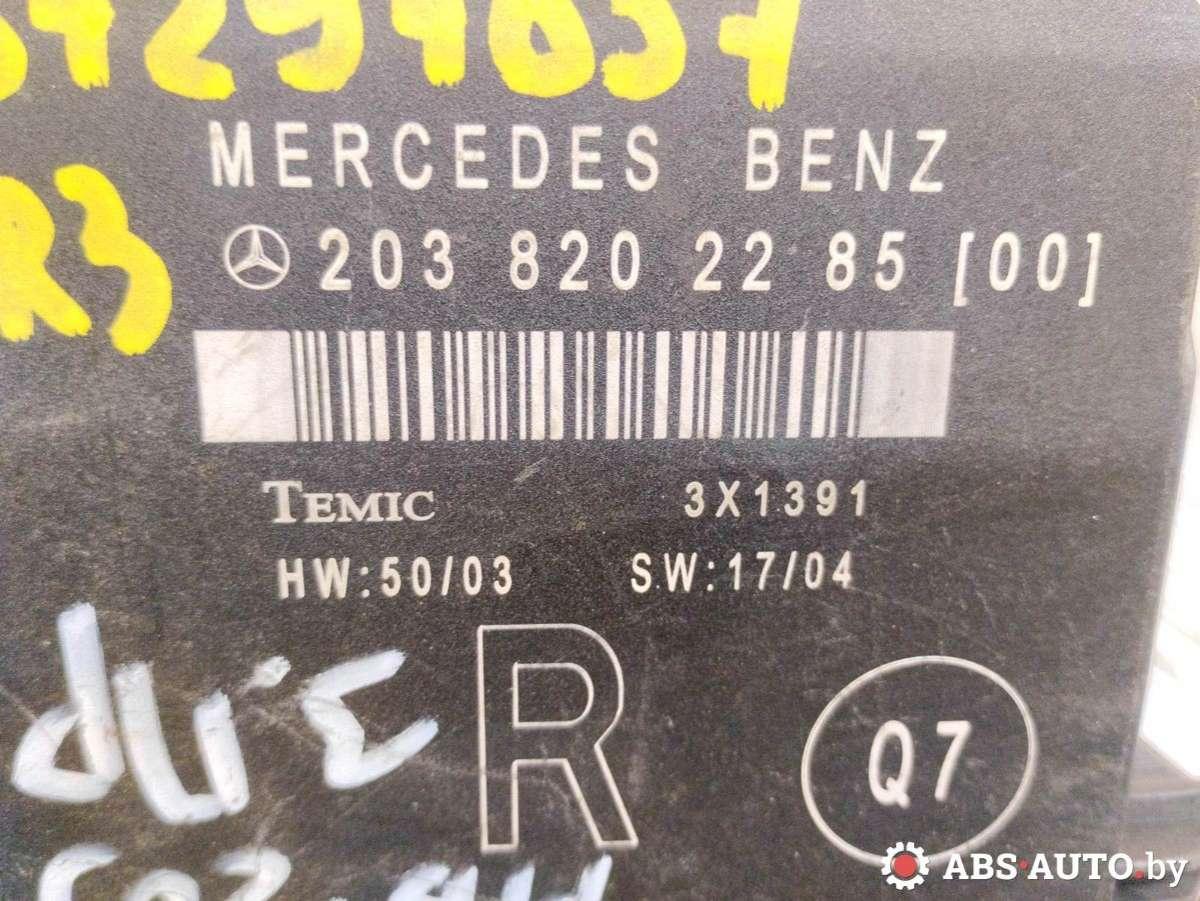 MERCEDES BENZ
203 820 22 85 [00]
R3
TEMIC 3X1391
HW:50/03 SW:17/04
R
Q7
ABS-AUTO.by